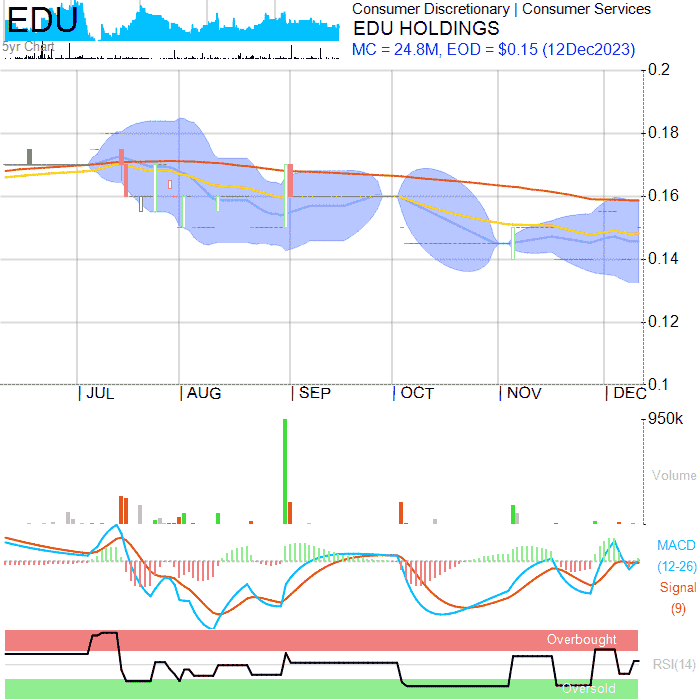 EDU
5yr Chart
Consumer Discretionary | Consumer Services
EDU HOLDINGS
MC = 24.8M, EOD = $0.15 (12Dec2023)
0.2
0.18
0.16
0.14
0.12
0.1
| JUL | AUG | SEP | OCT | NOV | DEC
950k
Volume
MACD
(12-26)
Signal
(9)
Overbought
RSI(14)
Oversold